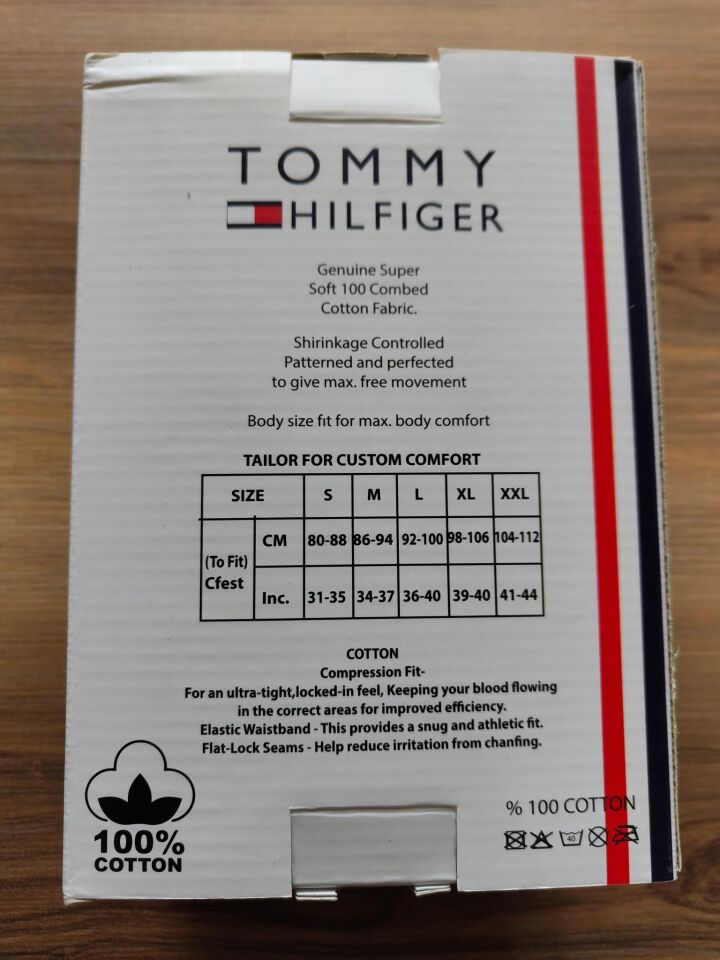 TOMMY
HILFIGER
Genuine Super
Soft 100 Combed
Cotton Fabric.
Shirinkage Controlled
Patterned and perfected
to give max. free movement
Body size fit for max. body comfort
TAILOR FOR CUSTOM COMFORT
SIZE S M L XL XXL
(To Fit) Cfest
CM 80-88 86-94 92-100 98-106 104-112
Inc. 31-35 34-37 36-40 39-40 41-44
COTTON
Compression Fit-
For an ultra-tight,locked-in feel, Keeping your blood flowing
in the correct areas for improved efficiency.
Elastic Waistband - This provides a snug and athletic fit.
Flat-Lock Seams - Help reduce irritation from chanfing.
100%
COTTON
% 100 COTTON
40